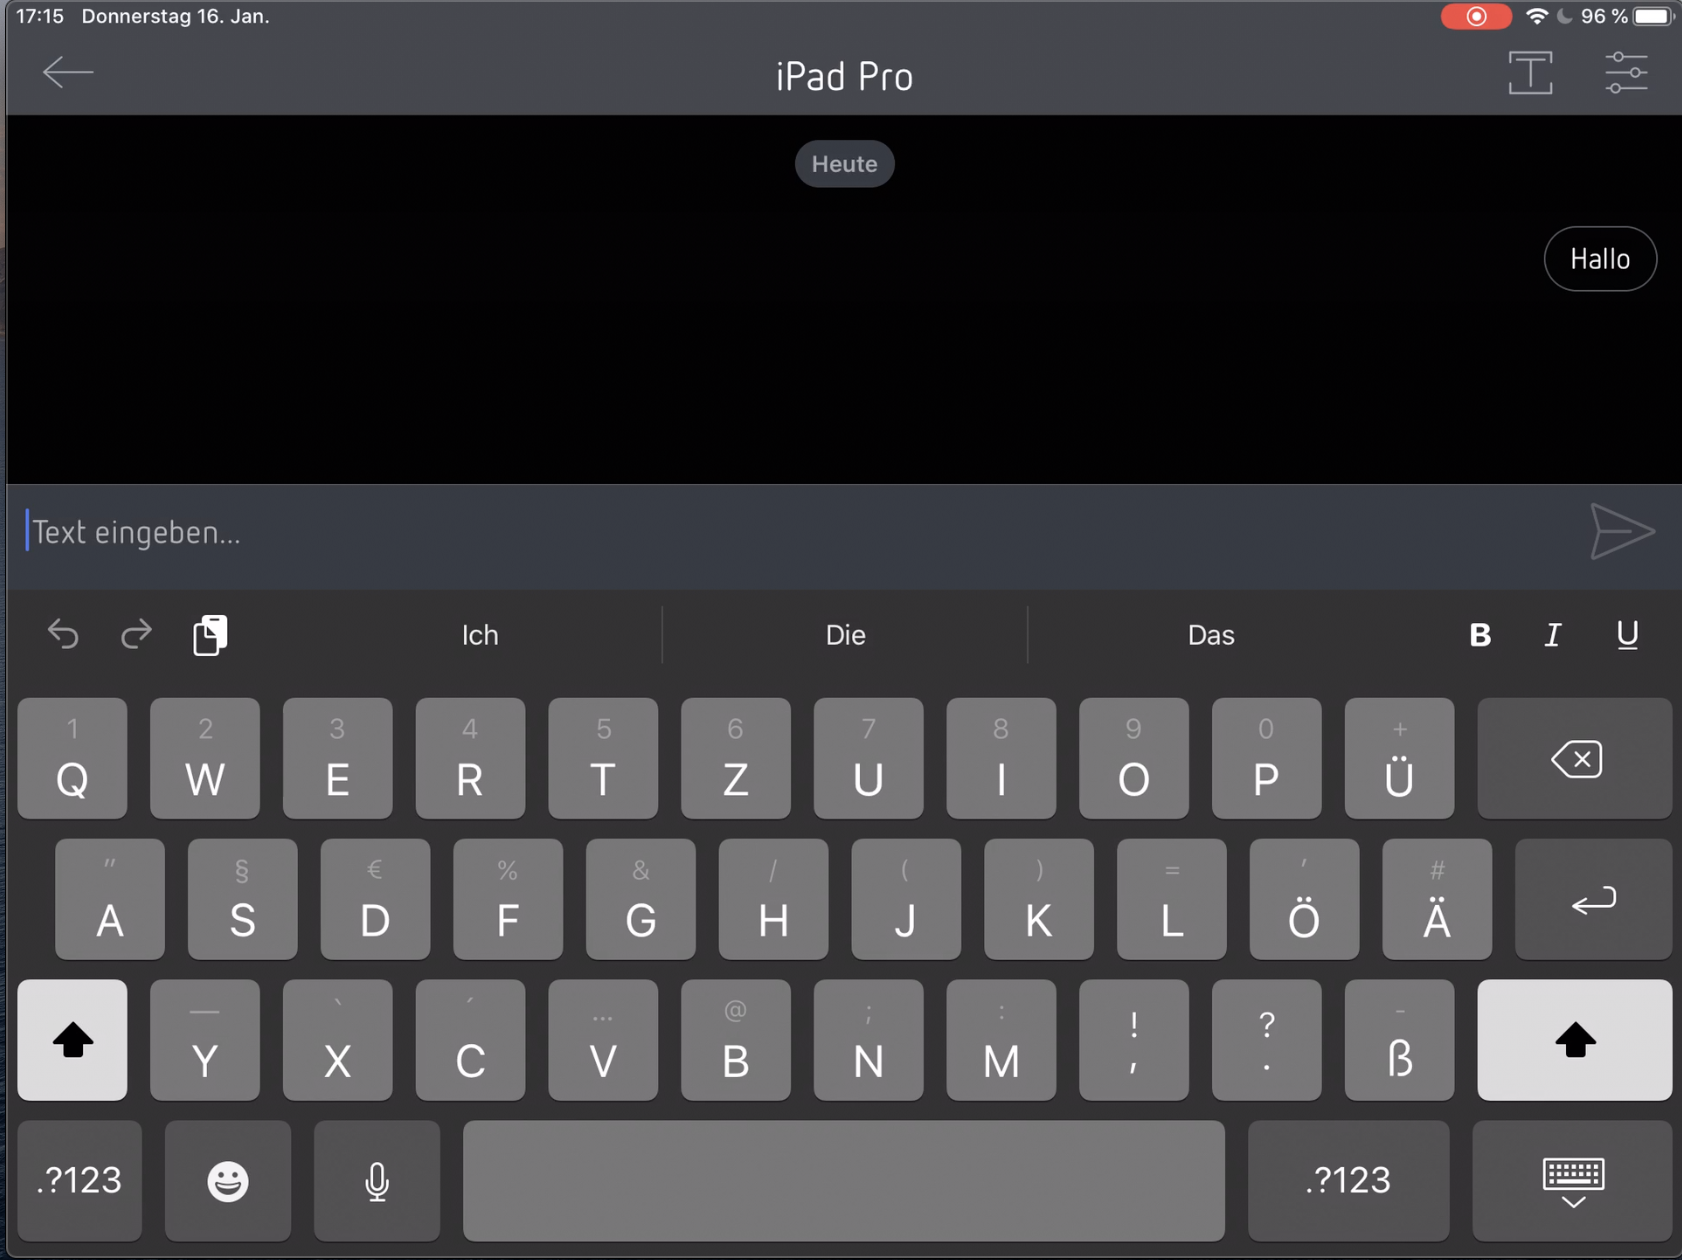 17:15 Donnerstag 16. Jan. 96 %
iPad Pro
Heute
Hallo
Text eingeben...
Ich Die Das B I U
1 2 3 4 5 6 7 8 9 0 +
Q W E R T Z U I O P Ü
" § € % & / ( ) = ' #
A S D F G H J K L Ö Ä
— ` ´ ... @ ; : ! ? -
Y X C V B N M , . ß
.?123 .?123